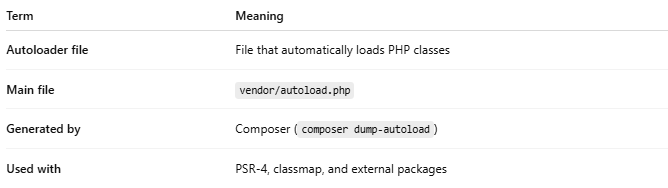 Term Meaning
Autoloader file File that automatically loads PHP classes
Main file vendor/autoload.php
Generated by Composer ( composer dump-autoload )
Used with PSR-4, classmap, and external packages